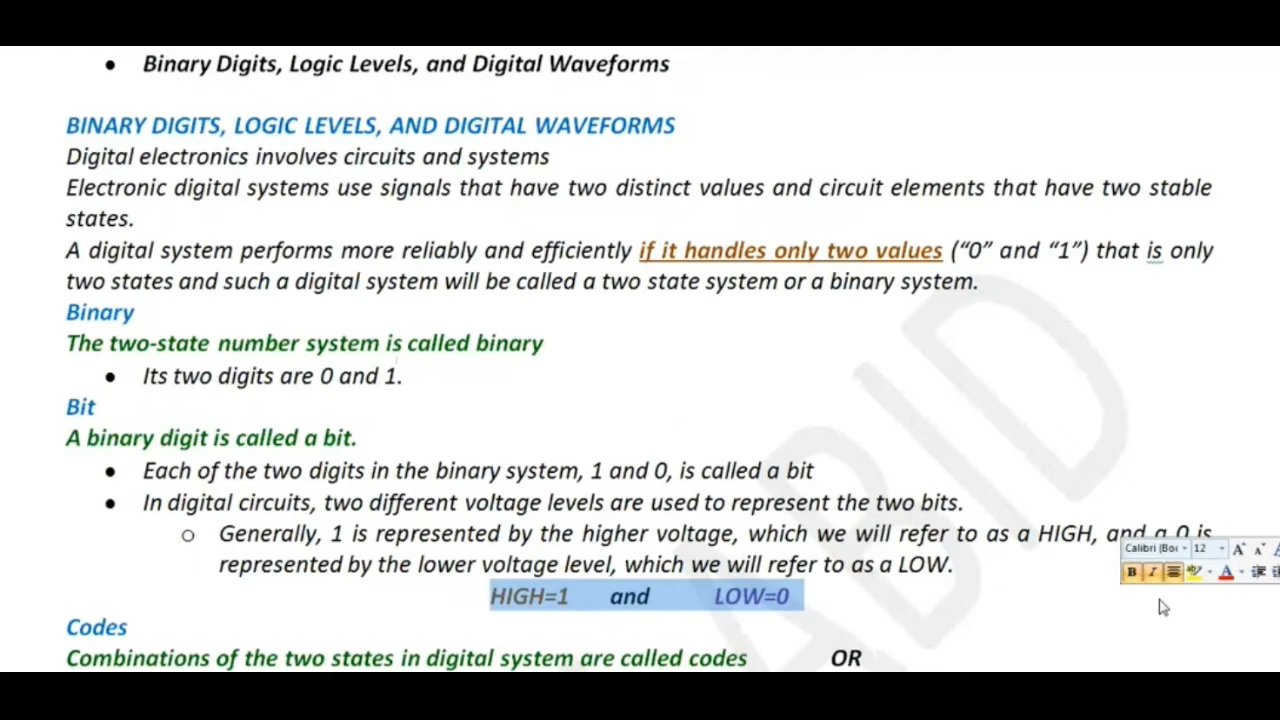 • Binary Digits, Logic Levels, and Digital Waveforms
BINARY DIGITS, LOGIC LEVELS, AND DIGITAL WAVEFORMS
Digital electronics involves circuits and systems
Electronic digital systems use signals that have two distinct values and circuit elements that have two stable
states.
A digital system performs more reliably and efficiently if it handles only two values (“0” and “1”) that is only
two states and such a digital system will be called a two state system or a binary system.
Binary
The two-state number system is called binary
• Its two digits are 0 and 1.
Bit
A binary digit is called a bit.
• Each of the two digits in the binary system, 1 and 0, is called a bit
• In digital circuits, two different voltage levels are used to represent the two bits.
o Generally, 1 is represented by the higher voltage, which we will refer to as a HIGH, and a 0 is
represented by the lower voltage level, which we will refer to as a LOW.
HIGH=1 and LOW=0
Codes
Combinations of the two states in digital system are called codes OR
ABID
Calibri (Bo 12 A A
B I ab A